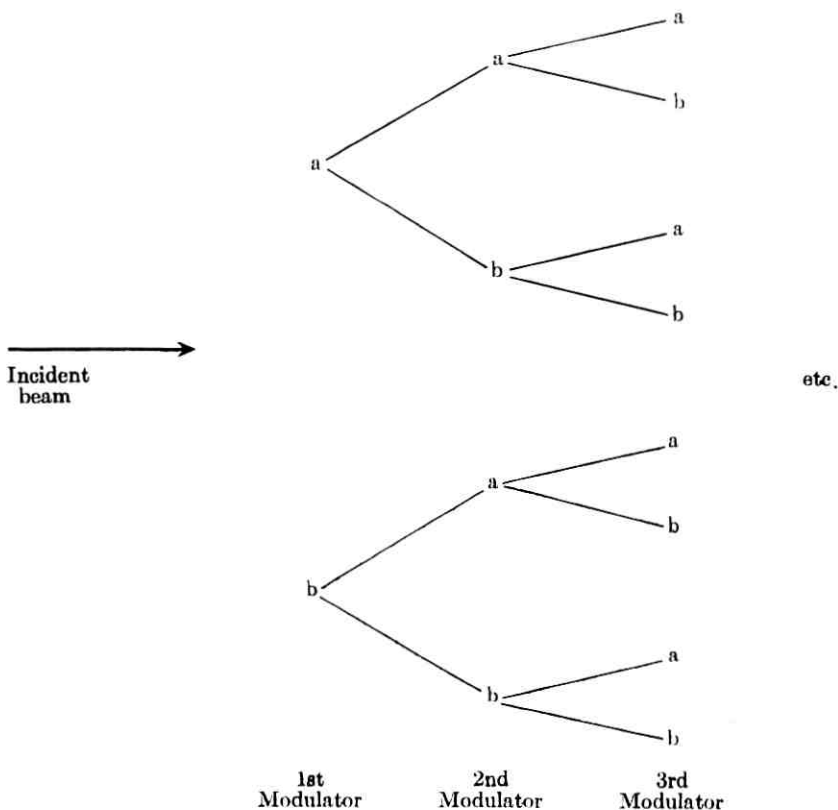 a
a
b
a
a
b
b
Incident
beam
etc.
a
a
b
b
a
b
b
1st
Modulator
2nd
Modulator
3rd
Modulator